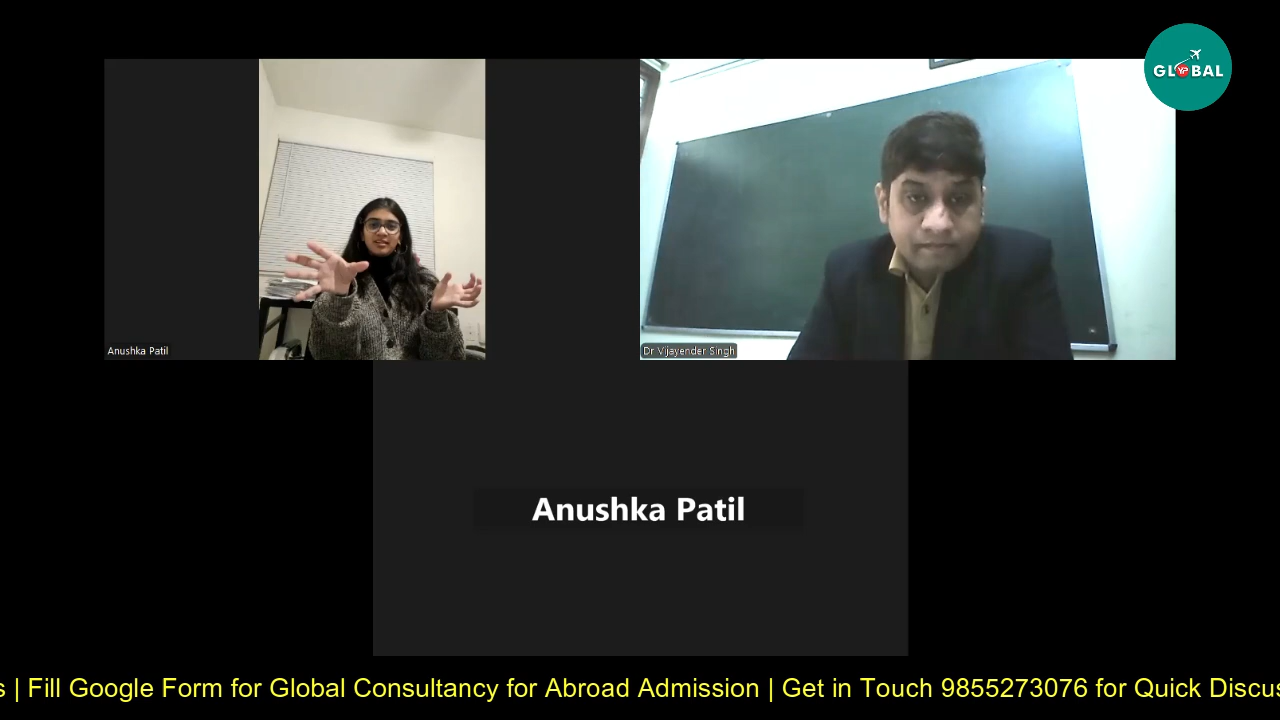 GLOBAL
YP
Anushka Patil
Dr Vijayender Singh
Anushka Patil
s | Fill Google Form for Global Consultancy for Abroad Admission | Get in Touch 9855273076 for Quick Discus